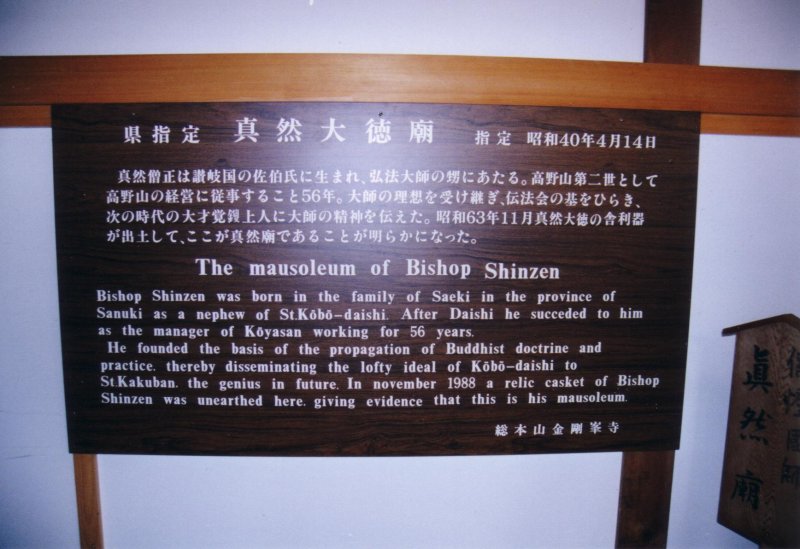 県指定 真然大徳廟 指定 昭和40年4月14日
真然僧正は讃岐国の佐伯氏に生まれ、弘法大師の甥にあたる。高野山第二世として
高野山の経営に従事すること56年。大師の理想を受け継ぎ、伝法会の基をひらき、
次の時代の大才覚鑁上人に大師の精神を伝えた。昭和63年11月真然大徳の舎利器
が出土して、ここが真然廟であることが明らかになった。
The mausoleum of Bishop Shinzen
Bishop Shinzen was born in the family of Saeki in the province of
Sanuki as a nephew of St.Kōbō-daishi. After Daishi he succeded to him
as the manager of Kōyasan working for 56 years.
He founded the basis of the propagation of Buddhist doctrine and
practice. thereby disseminating the lofty ideal of Kōbō-daishi to
St.Kakuban. the genius in future. In november 1988 a relic casket of Bishop
Shinzen was unearthed here. giving evidence that this is his mausoleum.
総本山金剛峯寺
眞然廟